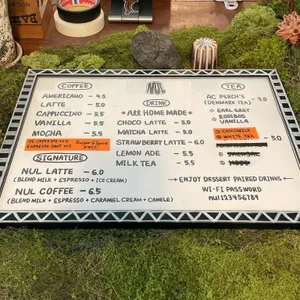 COFFEE
AMERICANO - 4.5
LATTE - 5.0
CAPPUCCINO - 5.5
VANILLA - 5.5
MOCHA - 5.5
SIGNATURE
NUL LATTE - 6.0
(BLEND MILK + ESPRESSO + ICE CREAM)
NUL COFFEE - 6.5
(BLEND MILK + ESPRESSO + CARAMEL CREAM + CANELE)
DRINK
* ALL HOME MADE *
CHOCO LATTE - 5.0
MATCHA LATTE - 5.0
STRAWBERRY LATTE - 6.0
LEMON ADE - 5.5
MILK TEA - 5.5
TEA
AC PERCH'S - 5.0
(DENMARK TEA)
EARL GREY
ROOIBOS
VANILLA
CAMOMILE
WHITE TEA
5.0
→ ENJOY DESSERT PAIRED DRINKS ←
WI-FI PASSWORD
nul123456789